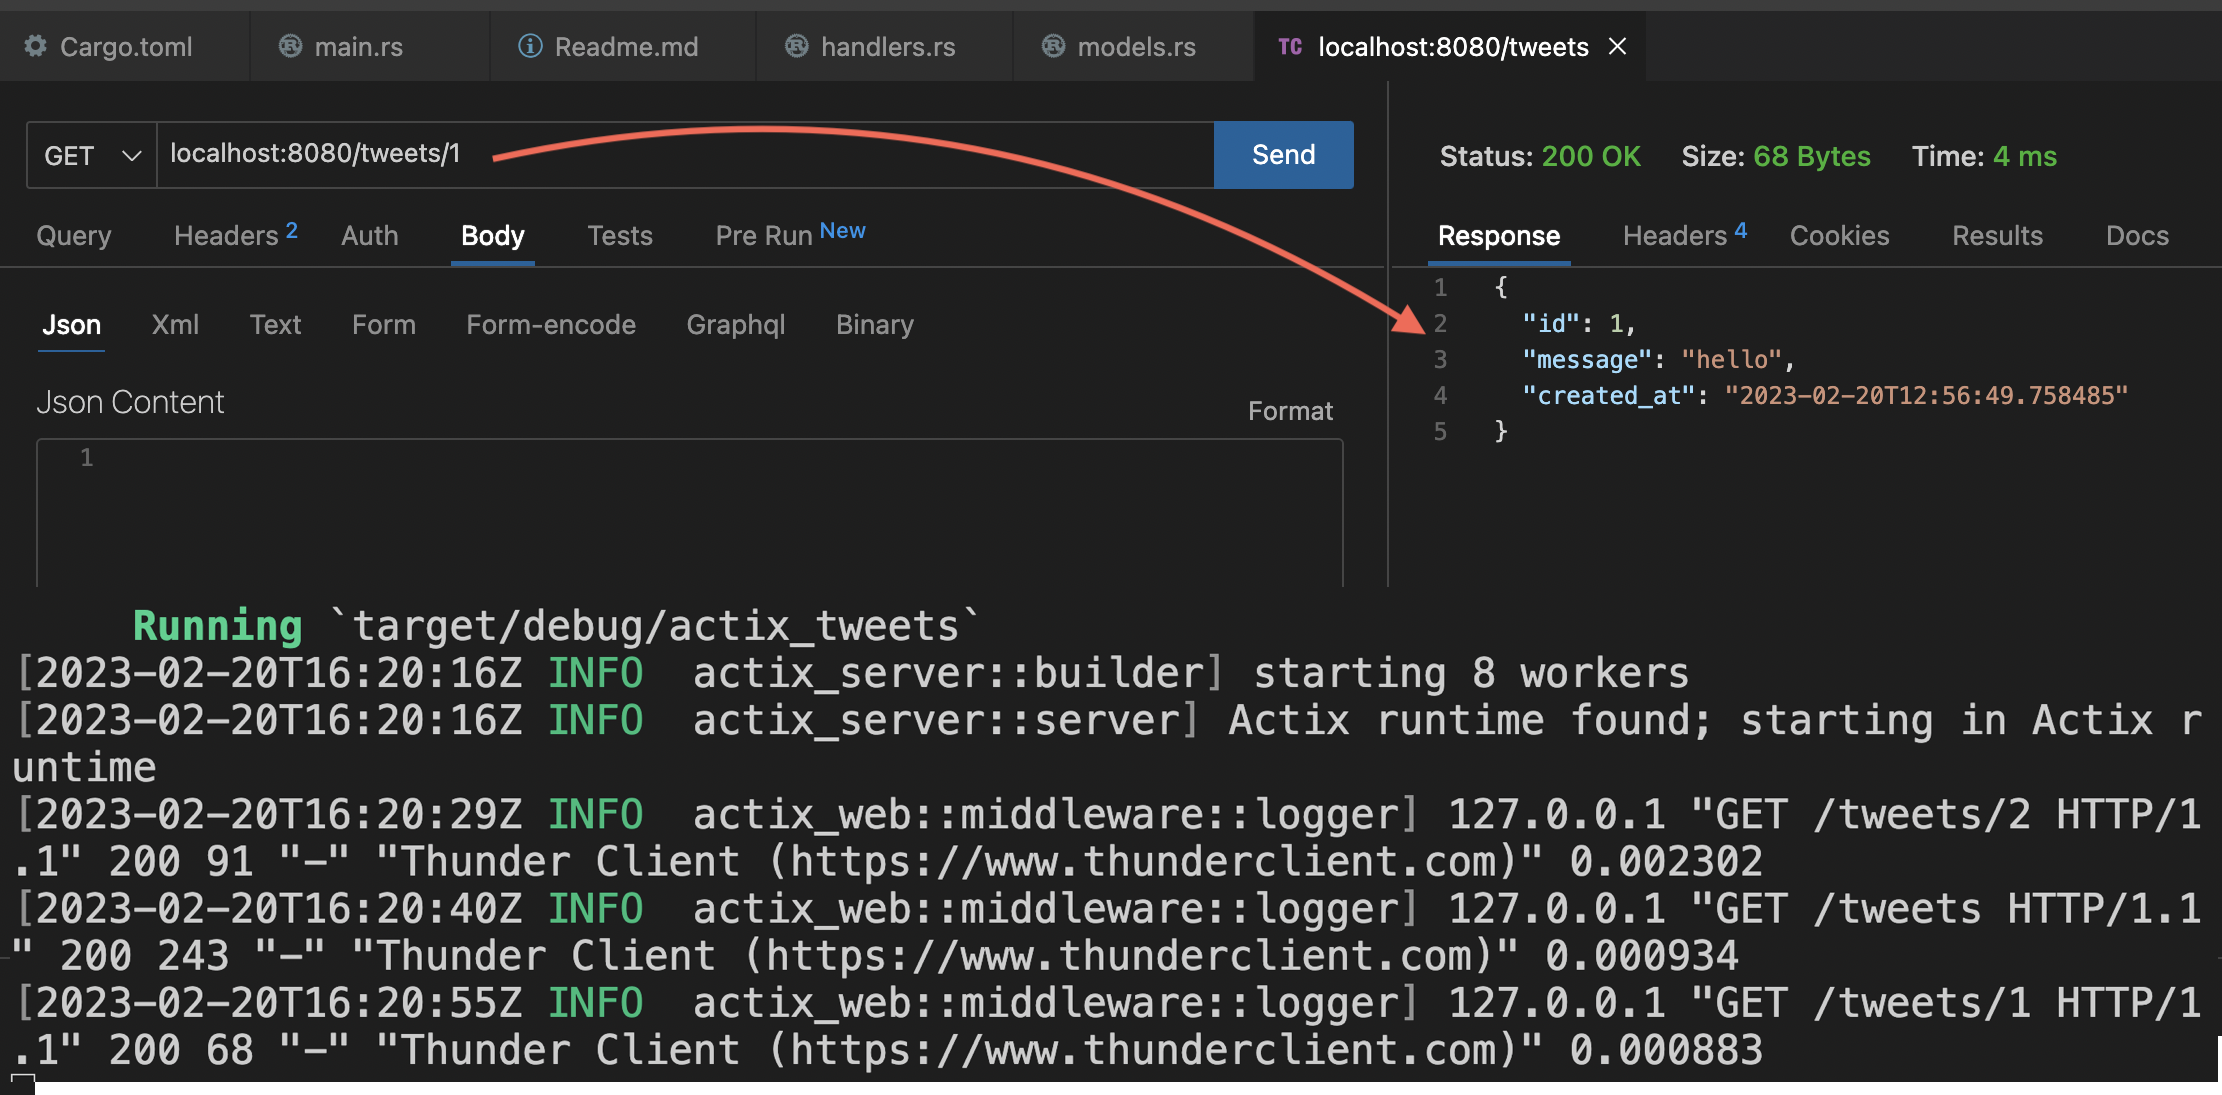 Cargo.toml main.rs Readme.md handlers.rs models.rs TC localhost:8080/tweets
GET localhost:8080/tweets/1 Send
Query Headers 2 Auth Body Tests Pre Run New
Json Xml Text Form Form-encode Graphql Binary
Json Content
Format
1
Status: 200 OK Size: 68 Bytes Time: 4 ms
Response Headers 4 Cookies Results Docs
1 {
2 "id": 1,
3 "message": "hello",
4 "created_at": "2023-02-20T12:56:49.758485"
5 }
Running `target/debug/actix_tweets`
[2023-02-20T16:20:16Z INFO  actix_server::builder] starting 8 workers
[2023-02-20T16:20:16Z INFO  actix_server::server] Actix runtime found; starting in Actix r
untime
[2023-02-20T16:20:29Z INFO  actix_web::middleware::logger] 127.0.0.1 "GET /tweets/2 HTTP/1
.1" 200 91 "-" "Thunder Client (https://www.thunderclient.com)" 0.002302
[2023-02-20T16:20:40Z INFO  actix_web::middleware::logger] 127.0.0.1 "GET /tweets HTTP/1.1
" 200 243 "-" "Thunder Client (https://www.thunderclient.com)" 0.000934
[2023-02-20T16:20:55Z INFO  actix_web::middleware::logger] 127.0.0.1 "GET /tweets/1 HTTP/1
.1" 200 68 "-" "Thunder Client (https://www.thunderclient.com)" 0.000883